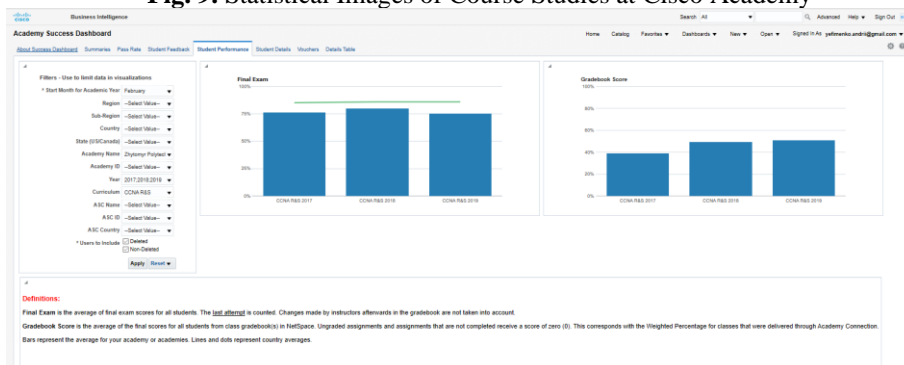 Fig. 9. Statistical Images of Course Studies at Cisco Academy
cisco Business Intelligence Search All Advanced Help Sign Out
Academy Success Dashboard Home Catalog Favorites Dashboards New Open Signed In As yefimenko.andrii@gmail.com
About Success Dashboard Summaries Pass Rate Student Feedback Student Performance Student Details Vouchers Details Table
Filters - Use to limit data in visualizations
* Start Month for Academic Year February
Region --Select Value--
Sub-Region --Select Value--
Country --Select Value--
State (US/Canada) --Select Value--
Academy Name Zhytomyr Polytecl
Academy ID --Select Value--
Year 2017;2018;2019
Curriculum CCNA R&S
ASC Name --Select Value--
ASC ID --Select Value--
ASC Country --Select Value--
* Users to Include Deleted
Non-Deleted
Apply Reset
Final Exam
100%
75%
50%
25%
0%
CCNA R&S 2017 CCNA R&S 2018 CCNA R&S 2019
Gradebook Score
100%
80%
60%
40%
20%
0%
CCNA R&S 2017 CCNA R&S 2018 CCNA R&S 2019
Definitions:
Final Exam is the average of final exam scores for all students. The last attempt is counted. Changes made by instructors afterwards in the gradebook are not taken into account.
Gradebook Score is the average of the final scores for all students from class gradebook(s) in NetSpace. Ungraded assignments and assignments that are not completed receive a score of zero (0). This corresponds with the Weighted Percentage for classes that were delivered through Academy Connection.
Bars represent the average for your academy or academies. Lines and dots represent country averages.